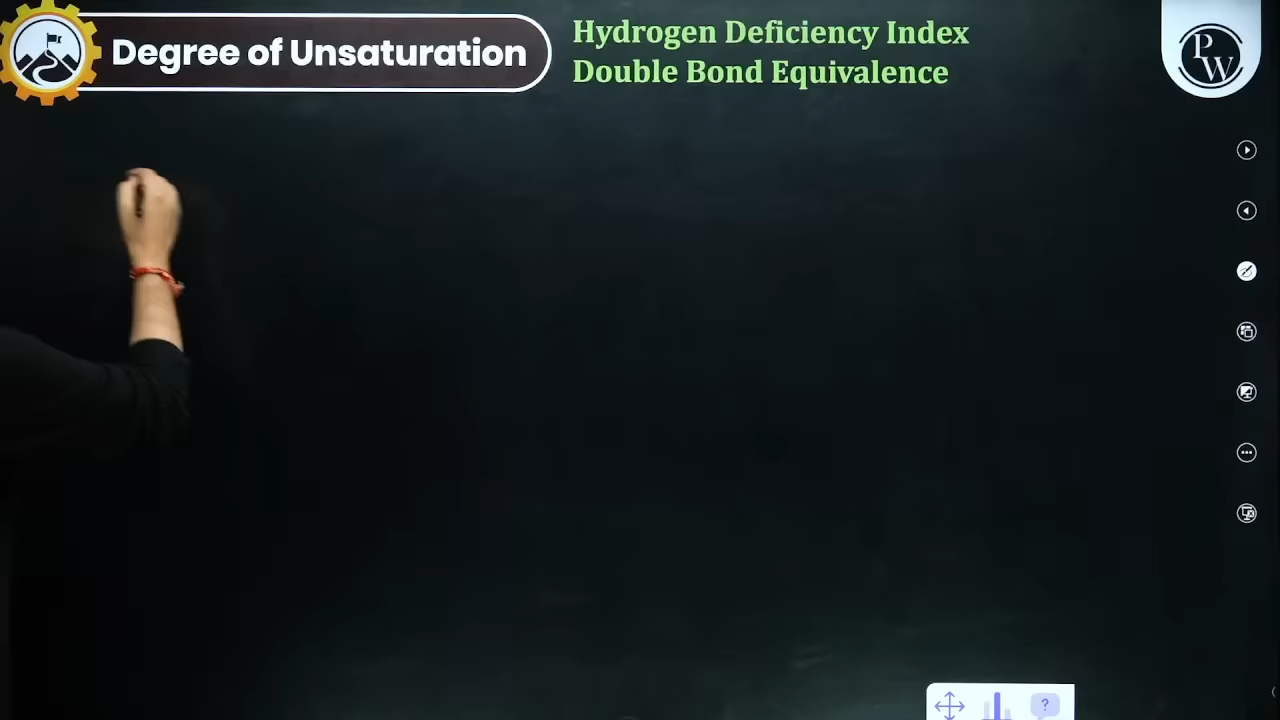 Degree of Unsaturation
Hydrogen Deficiency Index
Double Bond Equivalence
PW
?